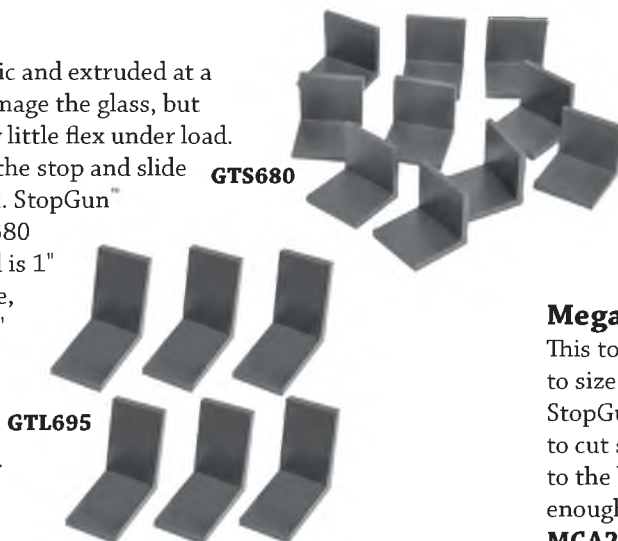 ic and extruded at a
mage the glass, but
little flex under load.
the stop and slide
. StopGun™
80
is 1"
e,
"
GTS680
GTL695
Mega
This to
to size
StopGu
to cut s
to the
enough
MCA2